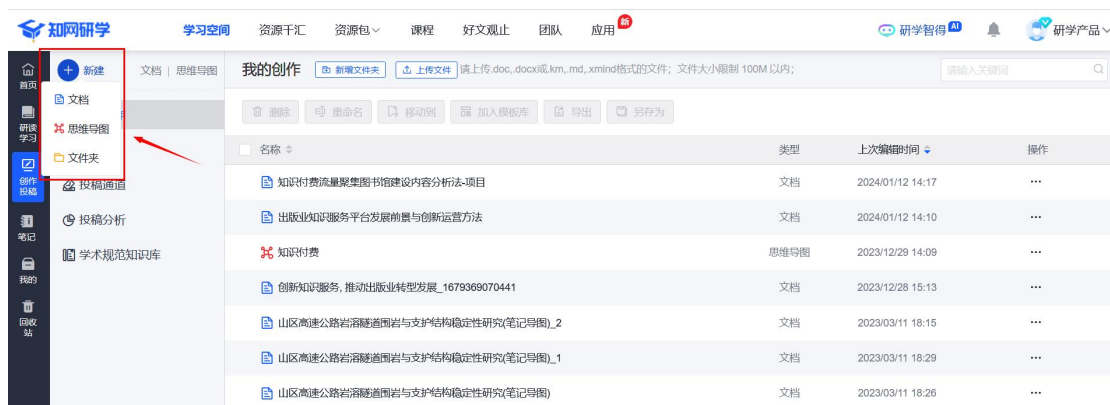 知网研学 学习空间 资源千汇 资源包 课程 好文观止 团队 应用 新 研学智得 AI 研学产品
首页
研读学习
创作投稿
笔记
我的
回收站
新建 文档 | 思维导图
文档
思维导图
文件夹
投稿通道
投稿分析
学术规范知识库
我的创作 新增文件夹 上传文件 请上传.doc,.docx或.km,.md,.xmind格式的文件; 文件大小限制 100M 以内; 请输入关键词
删除 重命名 移动到 加入模板库 导出 另存为
名称 类型 上次编辑时间 操作
知识付费流量聚集图书馆建设内容分析法-项目 文档 2024/01/12 14:17 ...
出版业知识服务平台发展前景与创新运营方法 文档 2024/01/12 14:10 ...
知识付费 思维导图 2023/12/29 14:09 ...
创新知识服务, 推动出版业转型发展_1679369070441 文档 2023/12/28 15:13 ...
山区高速公路岩溶隧道围岩与支护结构稳定性研究(笔记导图)_2 文档 2023/03/11 18:15 ...
山区高速公路岩溶隧道围岩与支护结构稳定性研究(笔记导图)_1 文档 2023/03/11 18:29 ...
山区高速公路岩溶隧道围岩与支护结构稳定性研究(笔记导图) 文档 2023/03/11 18:26 ...